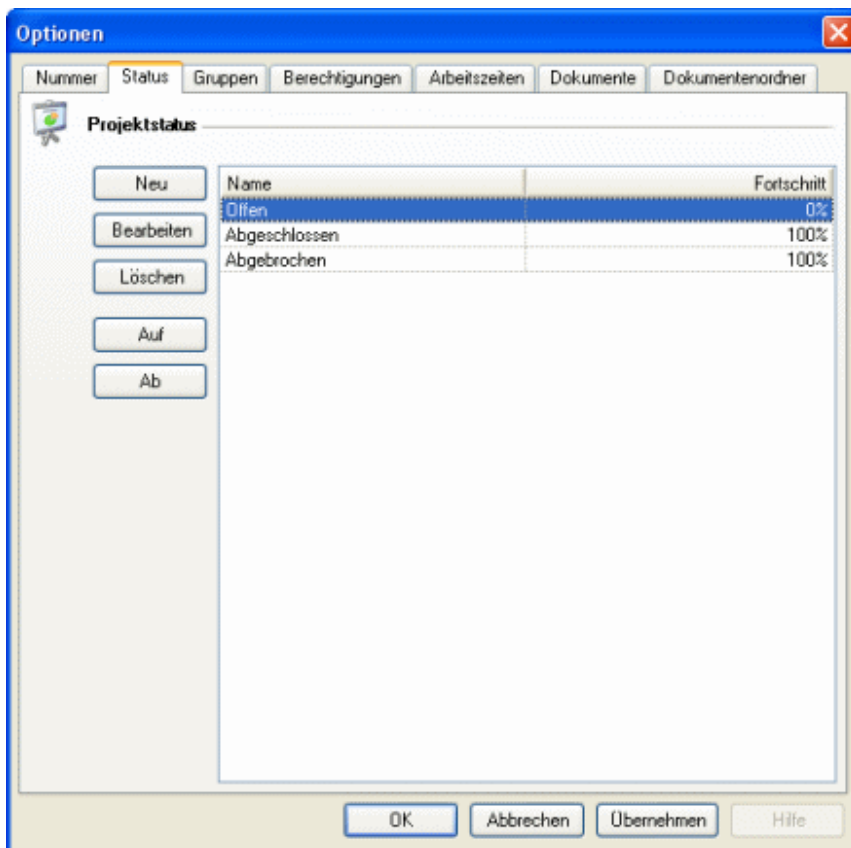 Optionen
Nummer Status Gruppen Berechtigungen Arbeitszeiten Dokumente Dokumentenordner
Projektstatus
Neu
Bearbeiten
Löschen
Auf
Ab
Name Fortschritt
Offen 0%
Abgeschlossen 100%
Abgebrochen 100%
OK Abbrechen Übernehmen Hilfe